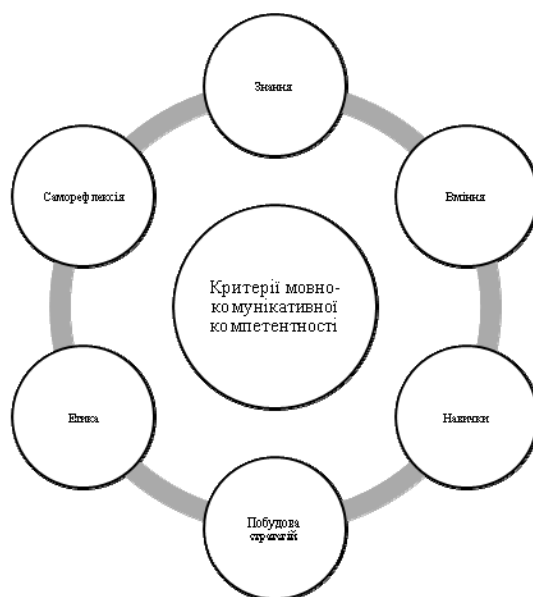 Знання
Саморефлексія
Вміння
Критерії мовно-
комунікативної
компетентності
Етика
Навички
Побудова
стратегій